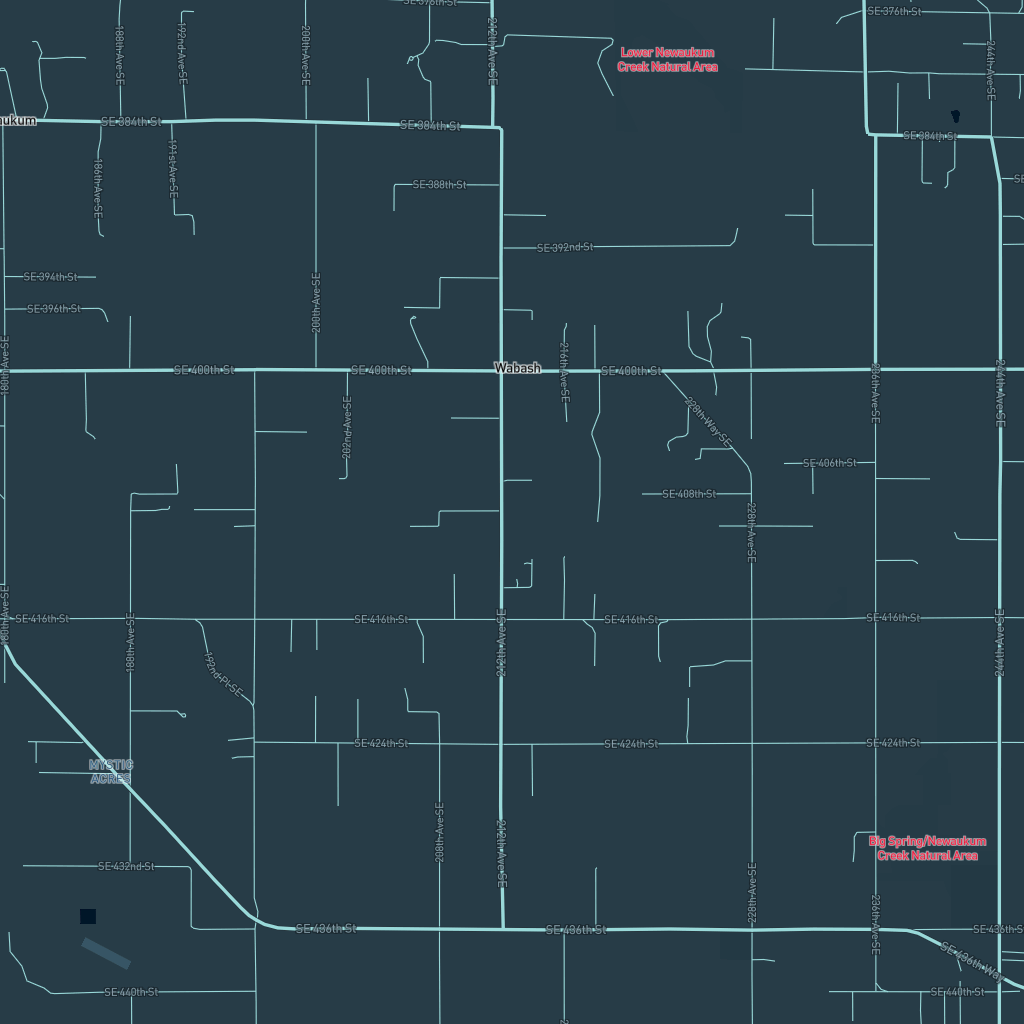 SE 376th St
188th Ave SE
192nd Ave SE
200th Ave SE
212th Ave SE
SE 376th St
244th Ave SE
Lower Newaukum
Creek Natural Area
SE 384th St
SE 384th St
SE 384th St
186th Ave SE
191st Ave SE
SE 388th St
SE 392nd St
SE 394th St
SE 396th St
200th Ave SE
180th Ave SE
216th Ave SE
SE 400th St
SE 400th St
Wabash
SE 400th St
236th Ave SE
244th Ave SE
202nd Ave SE
228th Way SE
SE 406th St
SE 408th St
228th Ave SE
180th Ave SE
SE 416th St
188th Ave SE
SE 416th St
212th Ave SE
SE 416th St
SE 416th St
244th Ave SE
192nd Pl SE
SE 424th St
SE 424th St
SE 424th St
MYSTIC
ACRES
208th Ave SE
212th Ave SE
Big Spring/Newaukum
Creek Natural Area
SE 432nd St
228th Ave SE
236th Ave SE
SE 436th St
SE 436th St
SE 436th St
SE 436th Way
SE 440th St
SE 440th St